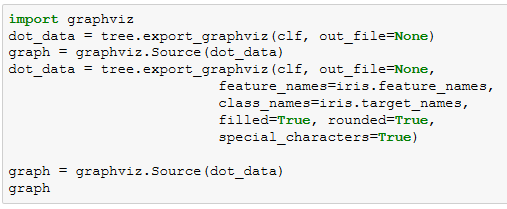 import graphviz
dot_data = tree.export_graphviz(clf, out_file=None)
graph = graphviz.Source(dot_data)
dot_data = tree.export_graphviz(clf, out_file=None,
                         feature_names=iris.feature_names,
                         class_names=iris.target_names,
                         filled=True, rounded=True,
                         special_characters=True)

graph = graphviz.Source(dot_data)
graph